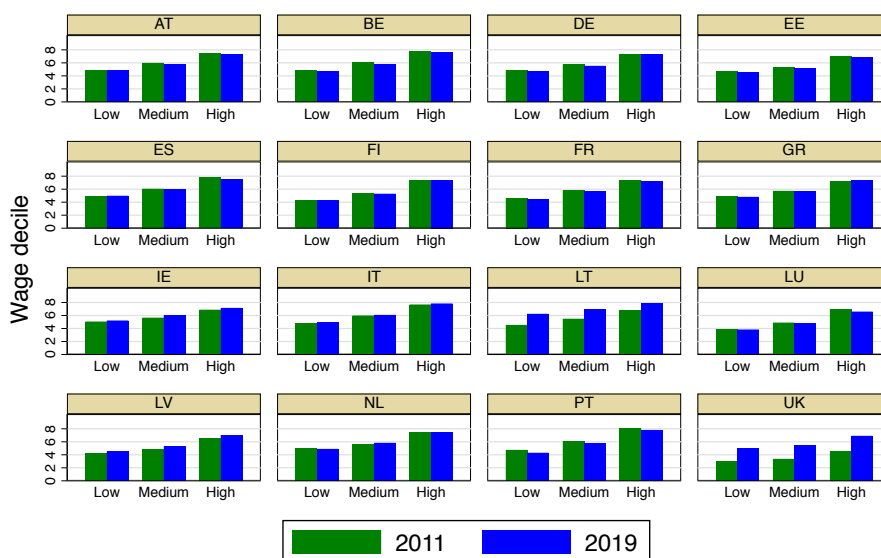 AT BE DE EE
0 2 4 6 8
Low Medium High Low Medium High Low Medium High Low Medium High
ES FI FR GR
0 2 4 6 8
Low Medium High Low Medium High Low Medium High Low Medium High
Wage decile
IE IT LT LU
0 2 4 6 8
Low Medium High Low Medium High Low Medium High Low Medium High
LV NL PT UK
0 2 4 6 8
Low Medium High Low Medium High Low Medium High Low Medium High
2011 2019